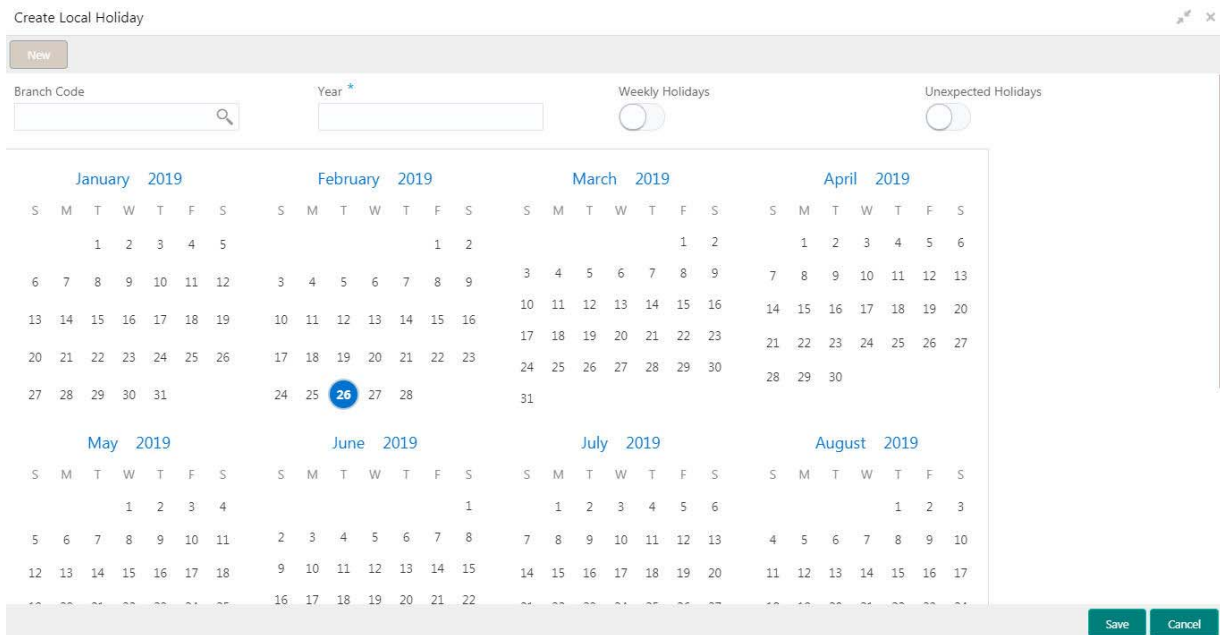 Create Local Holiday
New
Branch Code Year * Weekly Holidays Unexpected Holidays
January 2019 February 2019 March 2019 April 2019
S M T W T F S S M T W T F S S M T W T F S S M T W T F S
1 2 3 4 5 1 2 1 2 1 2 3 4 5 6
6 7 8 9 10 11 12 3 4 5 6 7 8 9 3 4 5 6 7 8 9 7 8 9 10 11 12 13
13 14 15 16 17 18 19 10 11 12 13 14 15 16 10 11 12 13 14 15 16 14 15 16 17 18 19 20
20 21 22 23 24 25 26 17 18 19 20 21 22 23 17 18 19 20 21 22 23 21 22 23 24 25 26 27
27 28 29 30 31 24 25 26 27 28 24 25 26 27 28 29 30 28 29 30
31
May 2019 June 2019 July 2019 August 2019
S M T W T F S S M T W T F S S M T W T F S S M T W T F S
1 2 3 4 1 1 2 3 4 5 6 1 2 3
5 6 7 8 9 10 11 2 3 4 5 6 7 8 7 8 9 10 11 12 13 4 5 6 7 8 9 10
12 13 14 15 16 17 18 9 10 11 12 13 14 15 14 15 16 17 18 19 20 11 12 13 14 15 16 17
16 17 18 19 20 21 22
Save Cancel